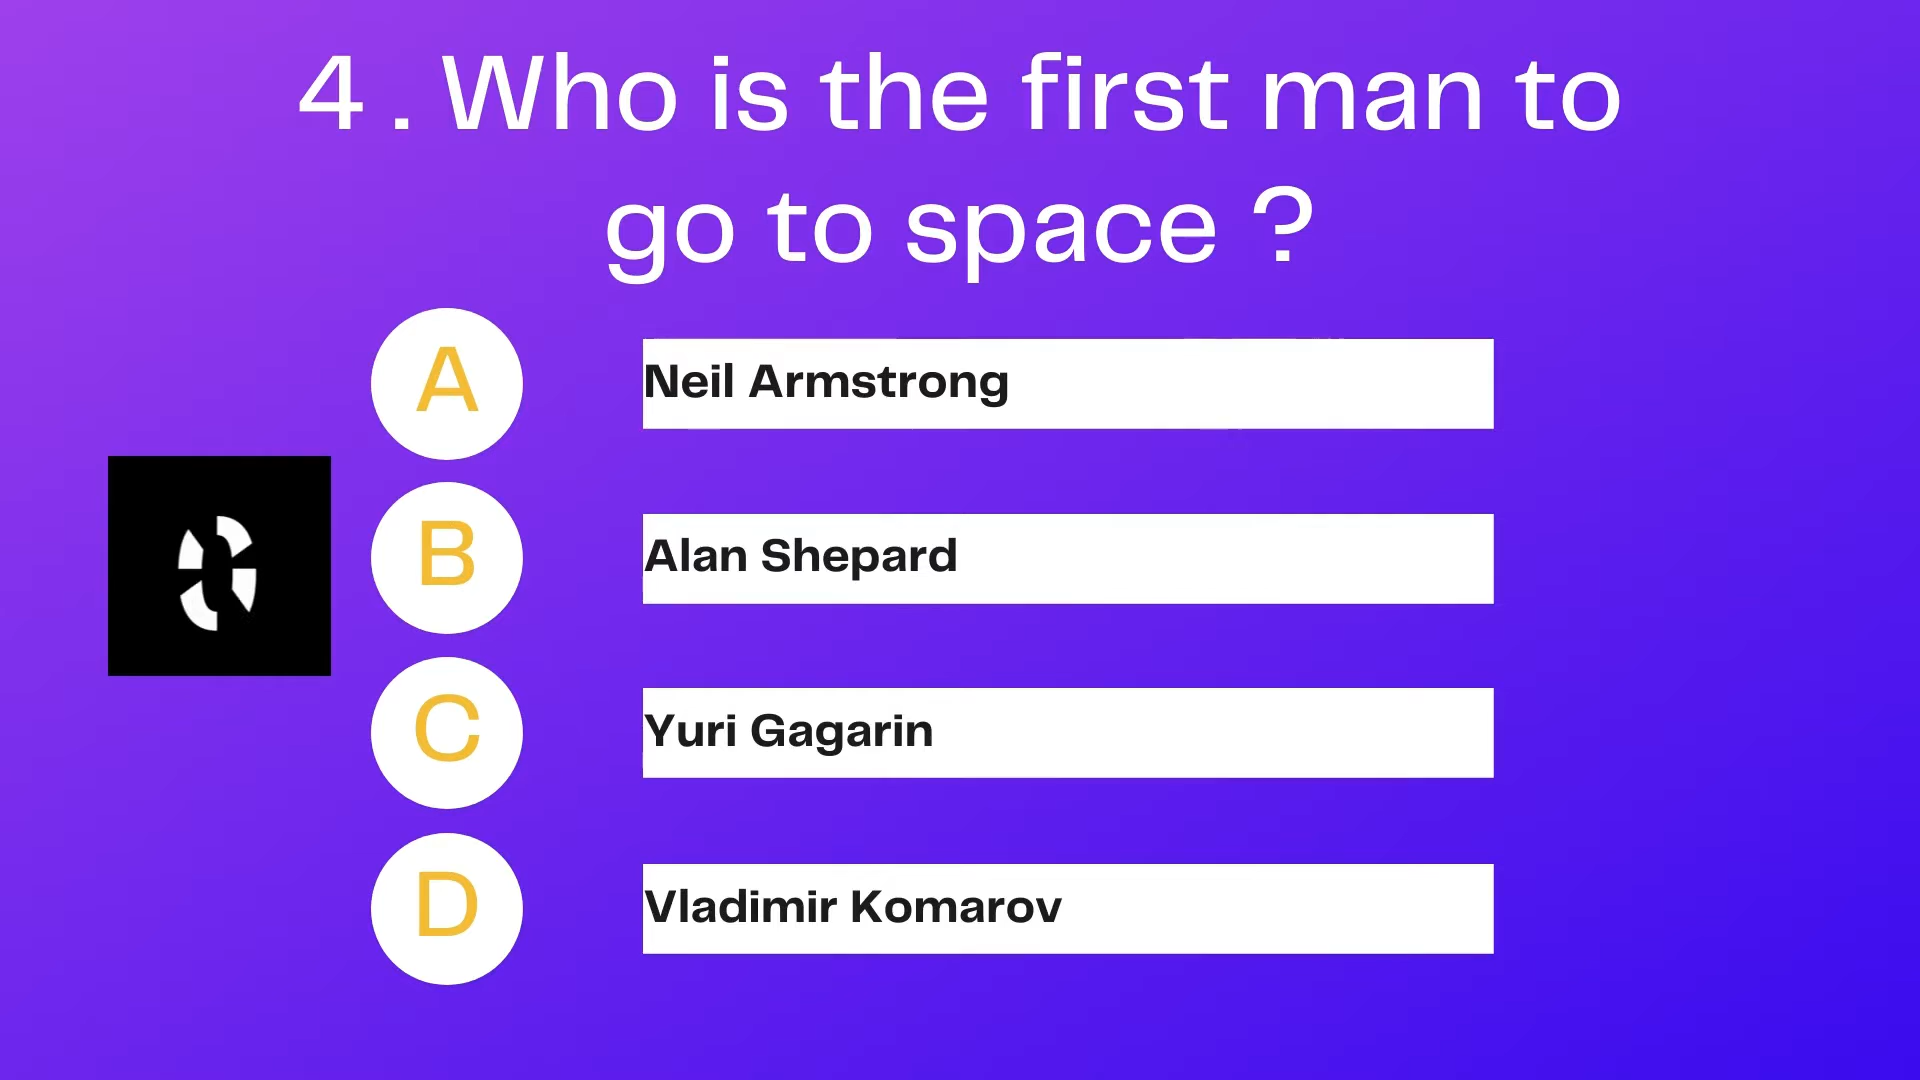 4 . Who is the first man to
go to space ?
A Neil Armstrong
B Alan Shepard
C Yuri Gagarin
D Vladimir Komarov